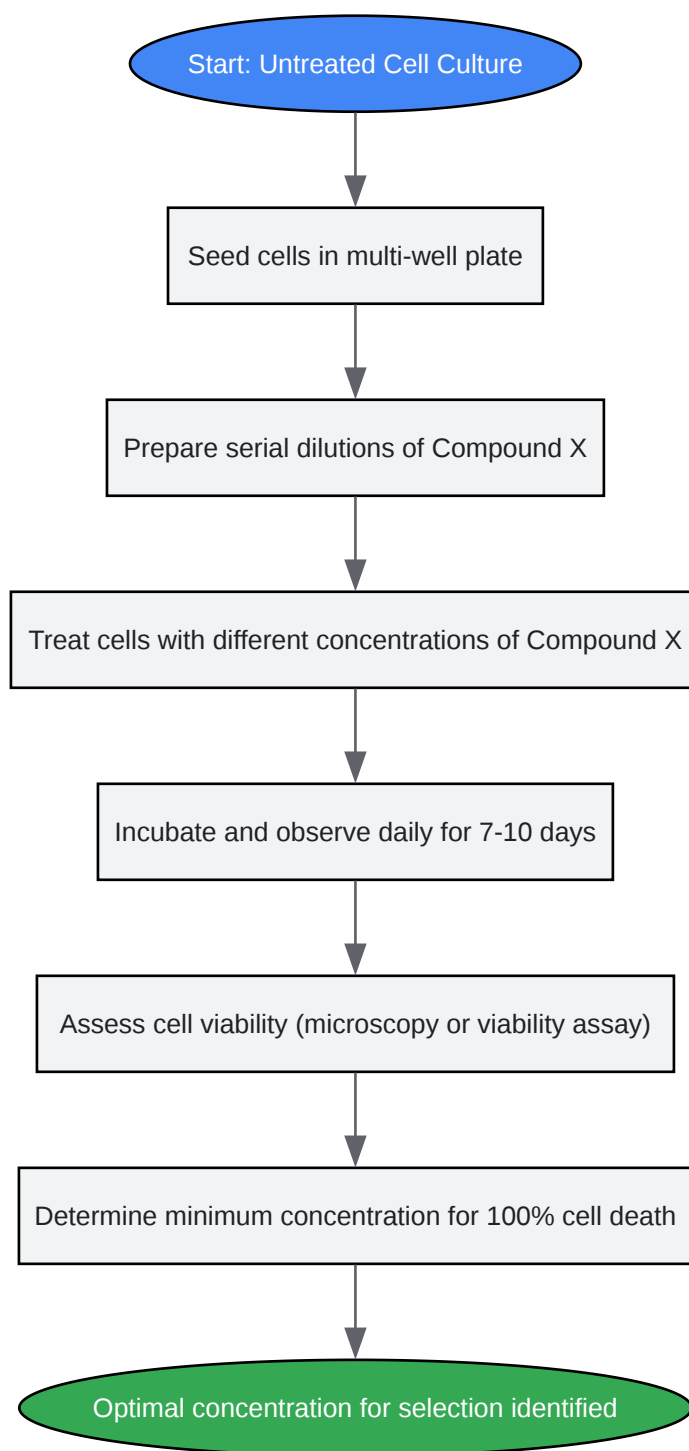 Start: Untreated Cell Culture
Seed cells in multi-well plate
Prepare serial dilutions of Compound X
Treat cells with different concentrations of Compound X
Incubate and observe daily for 7-10 days
Assess cell viability (microscopy or viability assay)
Determine minimum concentration for 100% cell death
Optimal concentration for selection identified